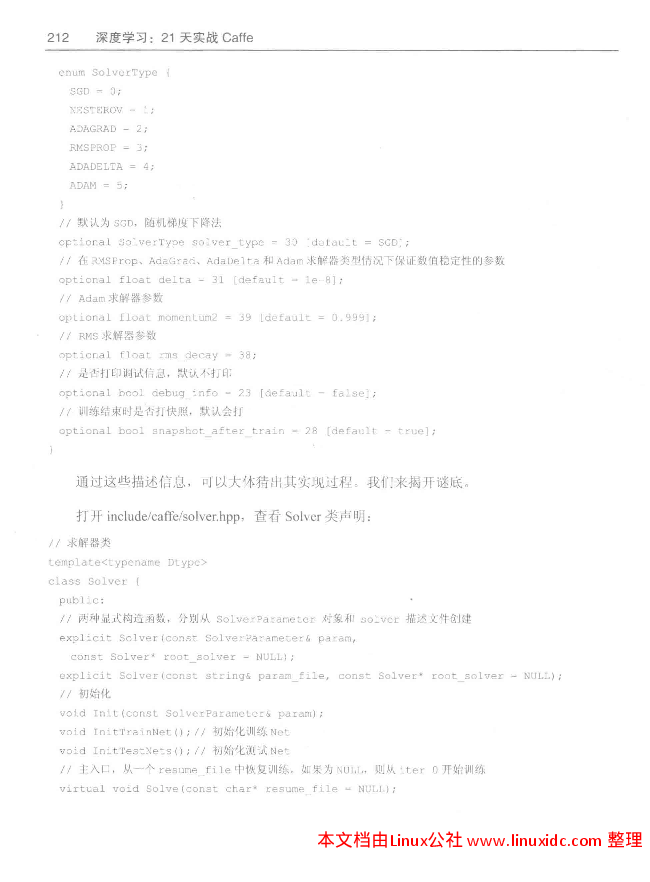 212 深度学习：21 天实战 Caffe
enum SolverType {
SGD = 0;
NESTEROV = 1;
ADAGRAD = 2;
RMSPROP = 3;
ADADELTA = 4;
ADAM = 5;
}
// 默认为 SGD，随机梯度下降法
optional SolverType solver_type = 30 [default = SGD];
// 在 RMSProp、AdaGrad、AdaDelta 和 Adam 求解器类型情况下保证数值稳定性的参数
optional float delta = 31 [default = 1e-8];
// Adam 求解器参数
optional float momentum2 = 39 [default = 0.999];
// RMS 求解器参数
optional float rms_decay = 38;
// 是否打印调试信息，默认不打印
optional bool debug_info = 23 [default = false];
// 训练结束时是否打快照，默认会打
optional bool snapshot_after_train = 28 [default = true];
}
通过这些描述信息，可以大体猜出其实现过程。我们来揭开谜底。
打开 include/caffe/solver.hpp，查看 Solver 类声明：
// 求解器类
template<typename Dtype>
class Solver {
public:
// 两种显式构造函数，分别从 SolverParameter 对象和 solver 描述文件创建
explicit Solver(const SolverParameter& param,
const Solver* root_solver = NULL);
explicit Solver(const string& param_file, const Solver* root_solver = NULL);
// 初始化
void Init(const SolverParameter& param);
void InitTrainNet();// 初始化训练 Net
void InitTestNets();// 初始化测试 Net
// 主入口，从一个 resume_file 中恢复训练，如果为 NULL，则从 iter 0 开始训练
virtual void Solve(const char* resume_file = NULL);
本文档由Linux公社 www.linuxidc.com 整理